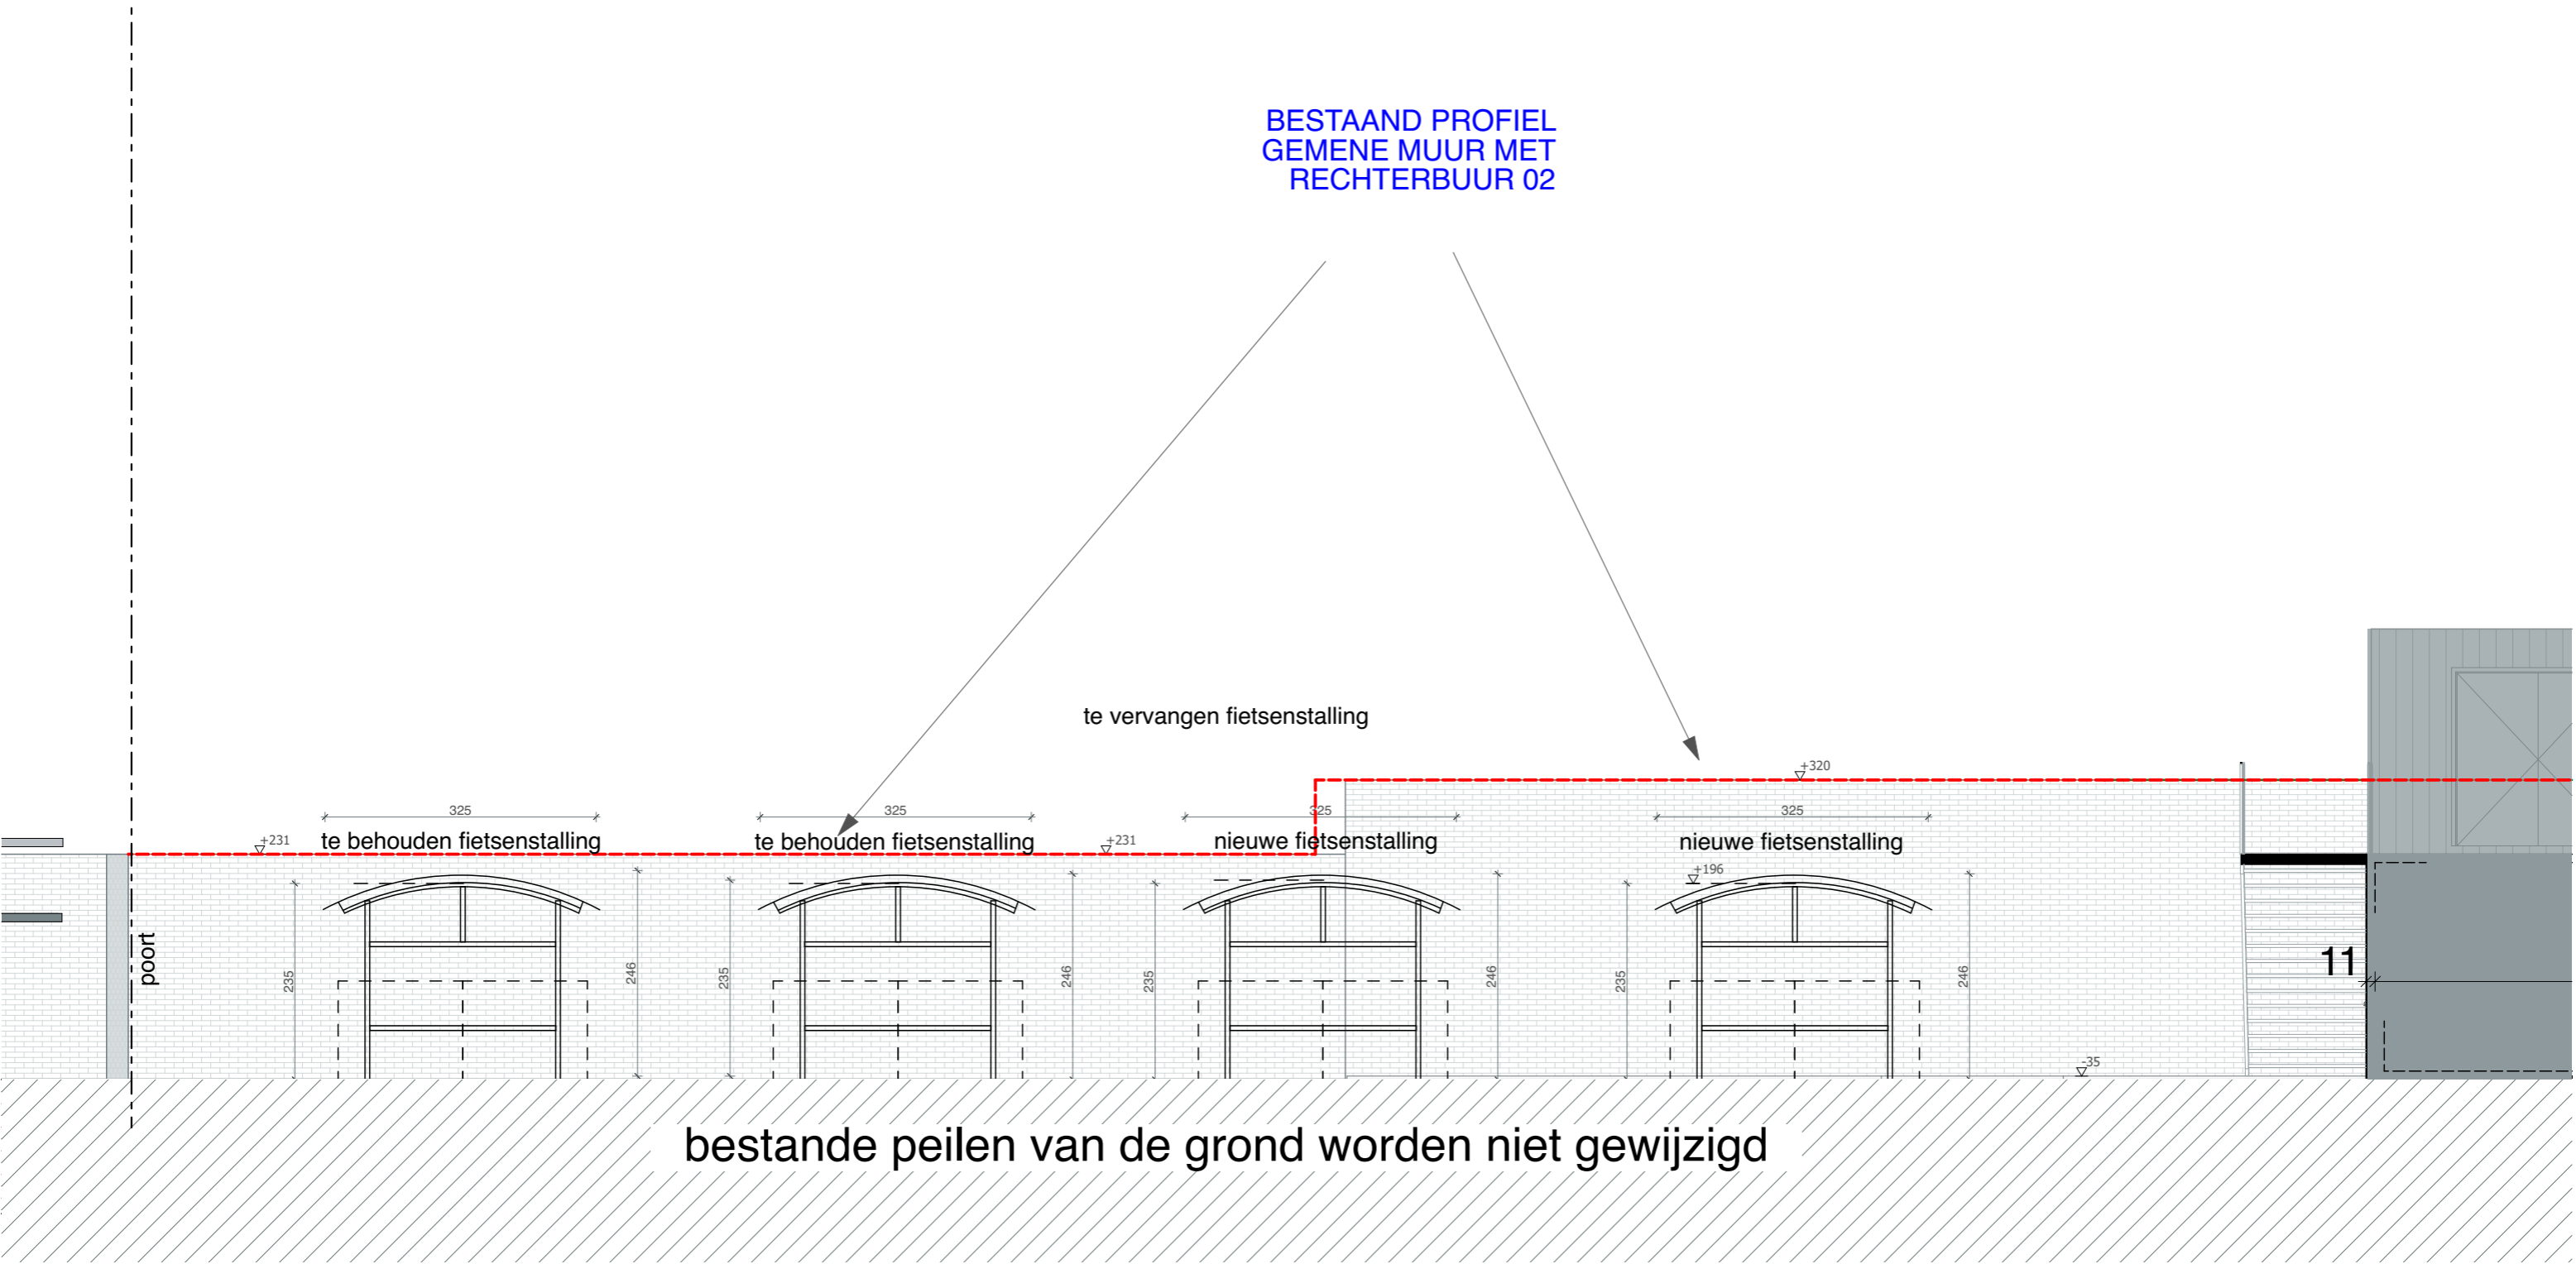 BESTAAND PROFIEL
GEMENE MUUR MET
RECHTERBUUR 02
te vervangen fietsenstalling
+320
325
325
325
325
+231
te behouden fietsenstalling
te behouden fietsenstalling
+231
nieuwe fietsenstalling
nieuwe fietsenstalling
+196
poort
235
246
235
246
235
246
235
246
11
-35
bestande peilen van de grond worden niet gewijzigd